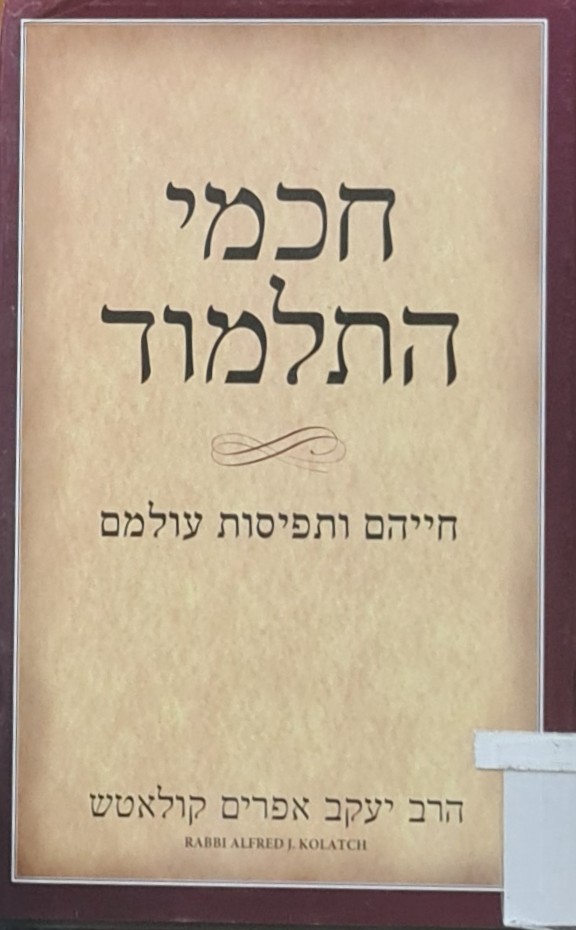 חכמי
התלמוד
חייהם ותפיסות עולמם
הרב יעקב אפרים קולאטש
RABBI ALFRED J. KOLATCH